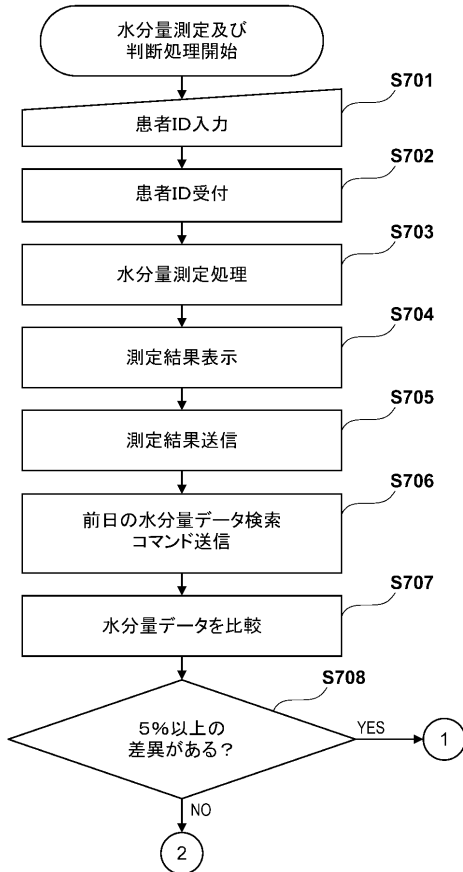 水分量測定及び
判断処理開始
S701
患者ID入力
S702
患者ID受付
S703
水分量測定処理
S704
測定結果表示
S705
測定結果送信
S706
前日の水分量データ検索
コマンド送信
S707
水分量データを比較
S708
5%以上の
差異がある？
YES
1
NO
2